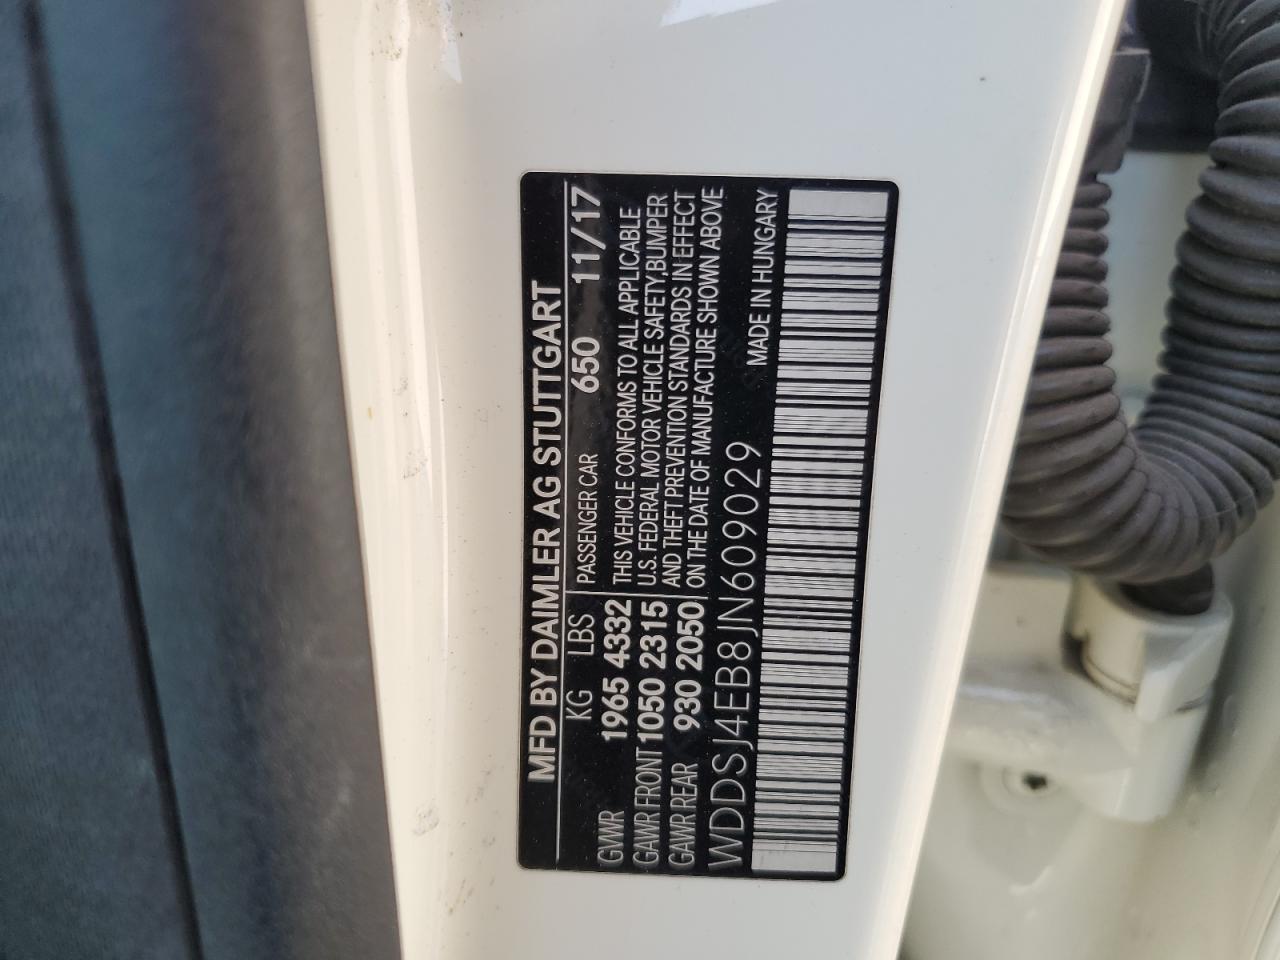 MFD BY DAIMLER AG STUTTGART
KG LBS PASSENGER CAR 650 11/17
GVWR 1965 4332 THIS VEHICLE CONFORMS TO ALL APPLICABLE
GAWR FRONT 1050 2315 U.S. FEDERAL MOTOR VEHICLE SAFETY,BUMPER
GAWR REAR 930 2050 AND THEFT PREVENTION STANDARDS IN EFFECT
ON THE DATE OF MANUFACTURE SHOWN ABOVE
WDDSJ4EB8JN609029 MADE IN HUNGARY